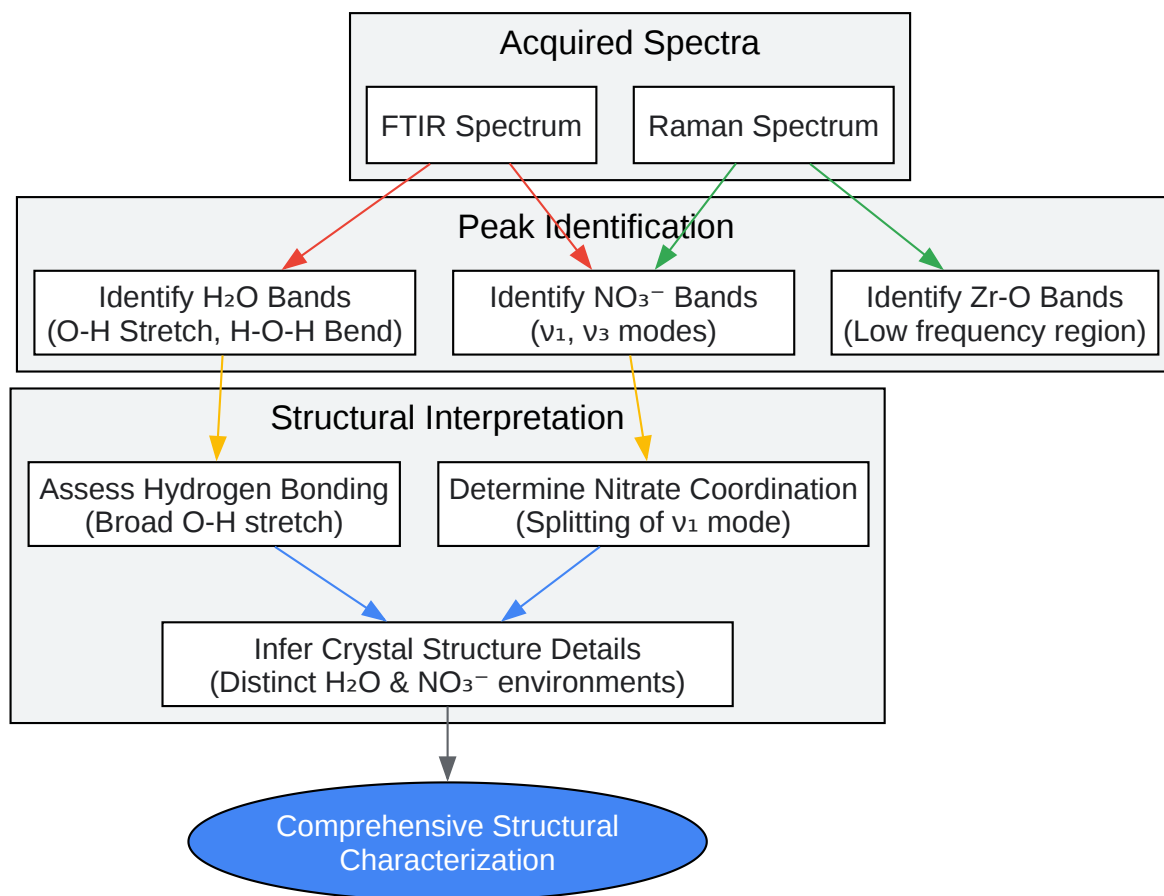 Acquired Spectra
FTIR Spectrum
Raman Spectrum
Peak Identification
Identify H₂O Bands
(O-H Stretch, H-O-H Bend)
Identify NO₃⁻ Bands
(ν₁, ν₃ modes)
Identify Zr-O Bands
(Low frequency region)
Structural Interpretation
Assess Hydrogen Bonding
(Broad O-H stretch)
Determine Nitrate Coordination
(Splitting of ν₁ mode)
Infer Crystal Structure Details
(Distinct H₂O & NO₃⁻ environments)
Comprehensive Structural
Characterization